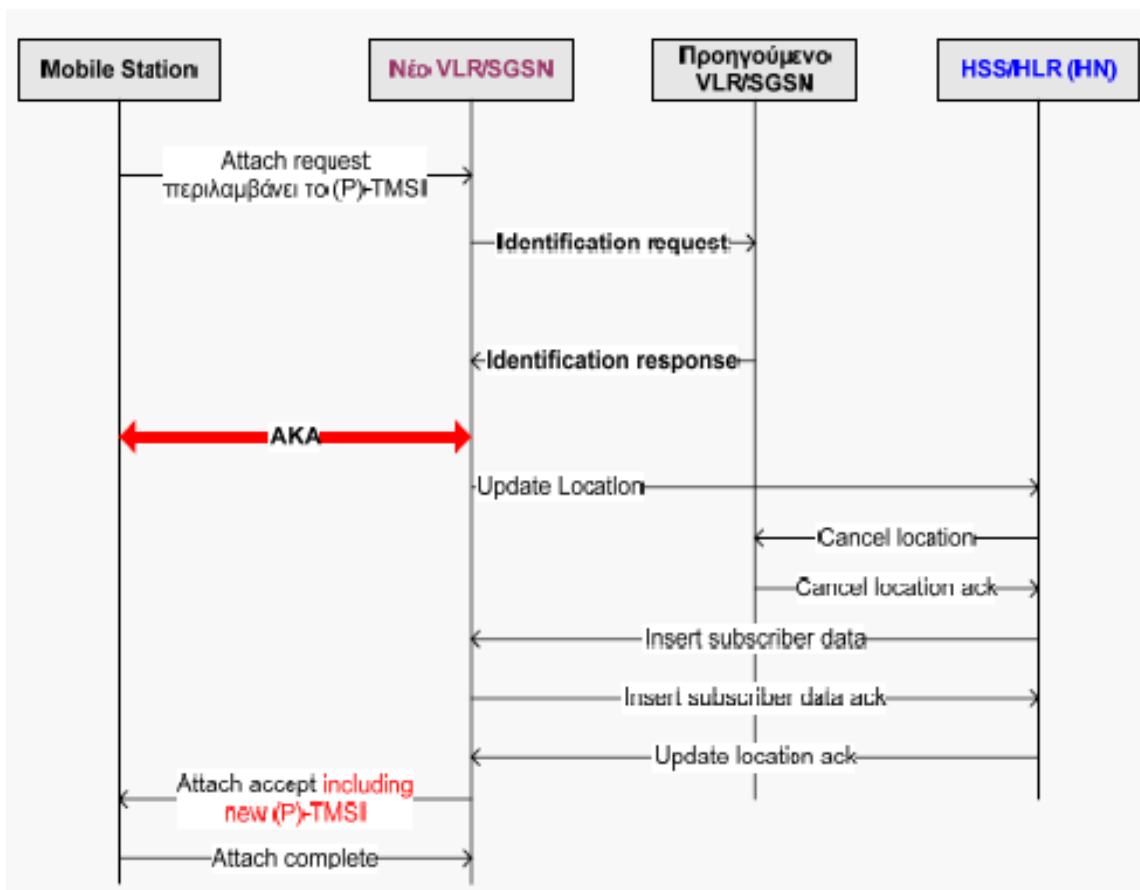 Mobile Station
Νέο VLR/SGSN
Προηγούμενο
VLR/SGSN
HSS/HLR (HN)
Attach request
περιλαμβάνει το (P)-TMSI
Identification request
Identification response
AKA
Update Location
Cancel location
Cancel location ack
Insert subscriber data
Insert subscriber data ack
Update location ack
Attach accept including
new (P)-TMSI
Attach complete